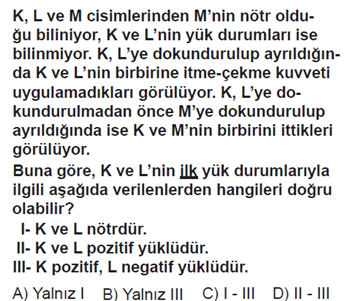 K, L ve M cisimlerinden M'nin nötr oldu-
ğu biliniyor, K ve L'nin yük durumları ise
bilinmiyor. K, L'ye dokundurulup ayrıldığın-
da K ve L'nin birbirine itme-çekme kuvveti
uygulamadıkları görülüyor. K, L'ye do-
kundurulmadan önce M'ye dokundurulup
ayrıldığında ise K ve M'nin birbirini ittikleri
görülüyor.
Buna göre, K ve L'nin ilk yük durumlarıyla
ilgili aşağıda verilenlerden hangileri doğru
olabilir?
I- K ve L nötrdür.
II- K ve L pozitif yüklüdür.
III- K pozitif, L negatif yüklüdür.
A) Yalnız I B) Yalnız III C) I - III D) II - III